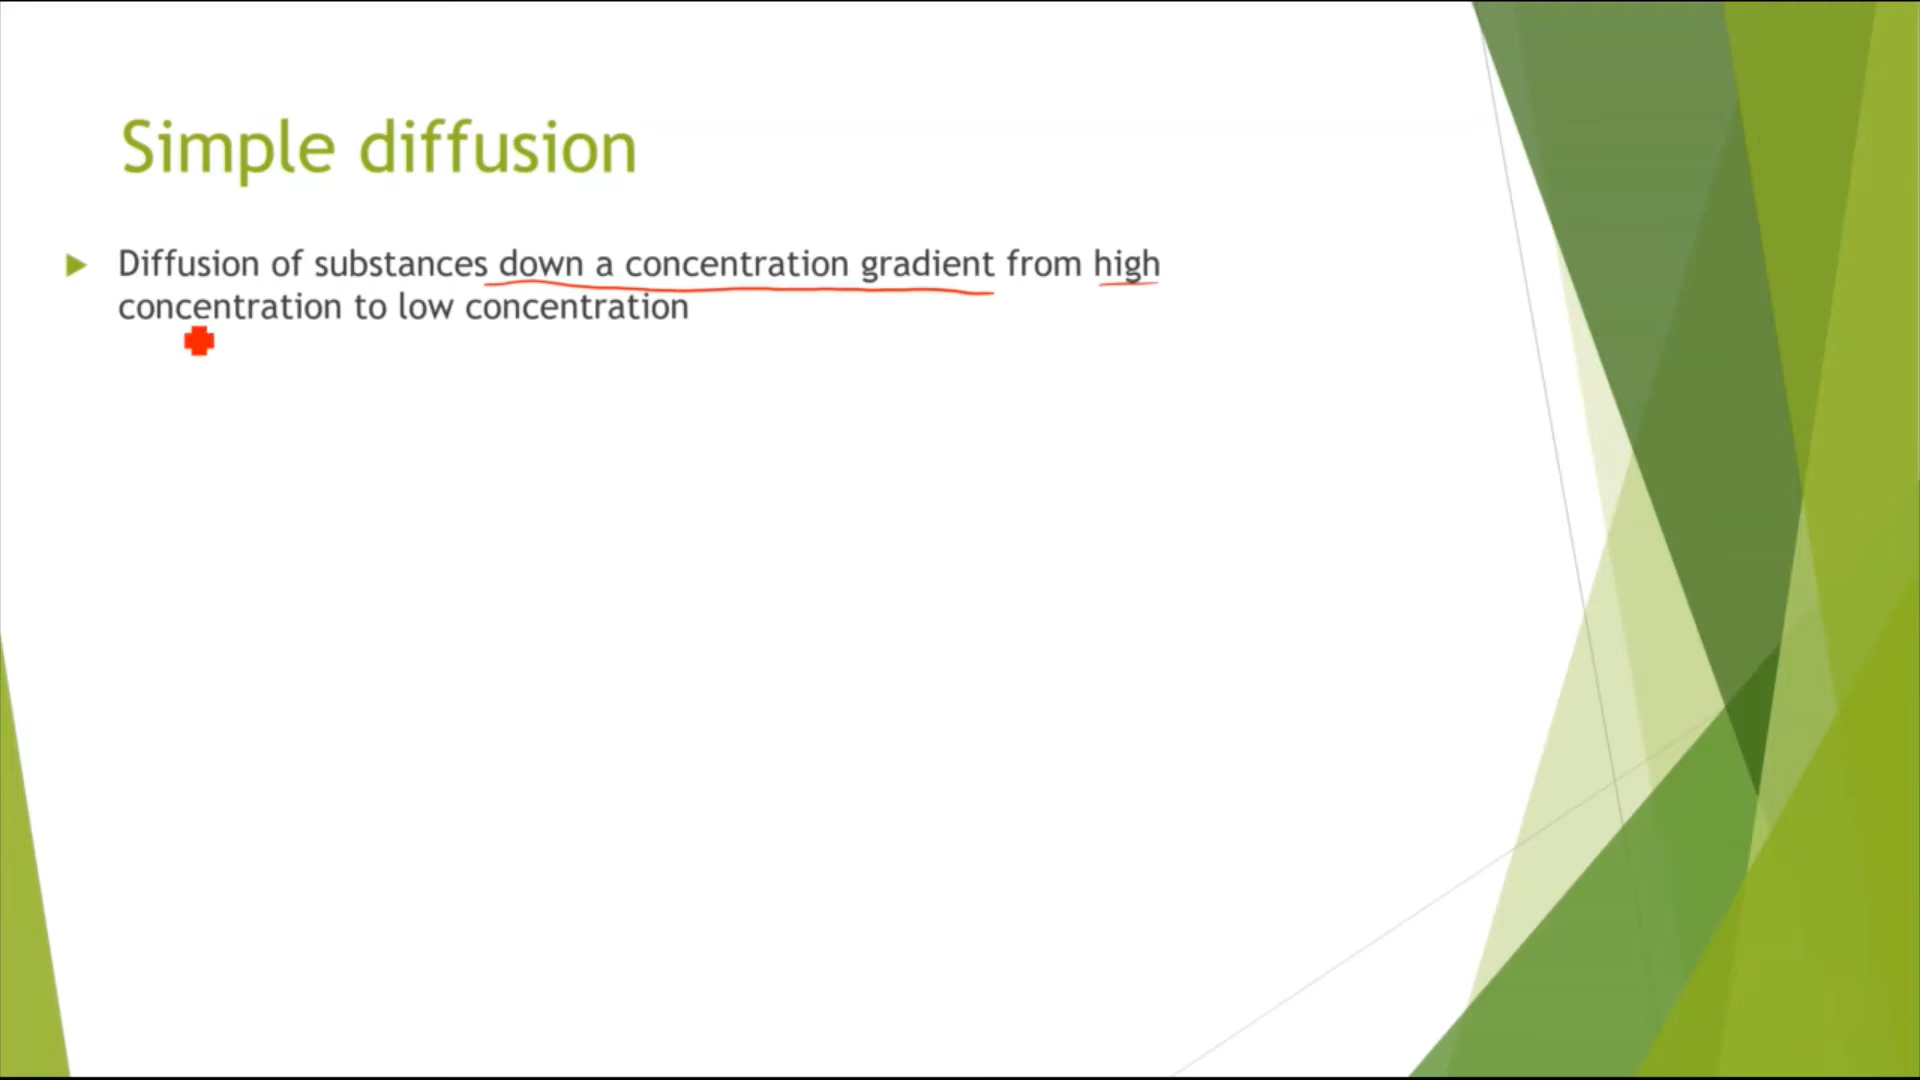 Simple diffusion
Diffusion of substances down a concentration gradient from high
concentration to low concentration